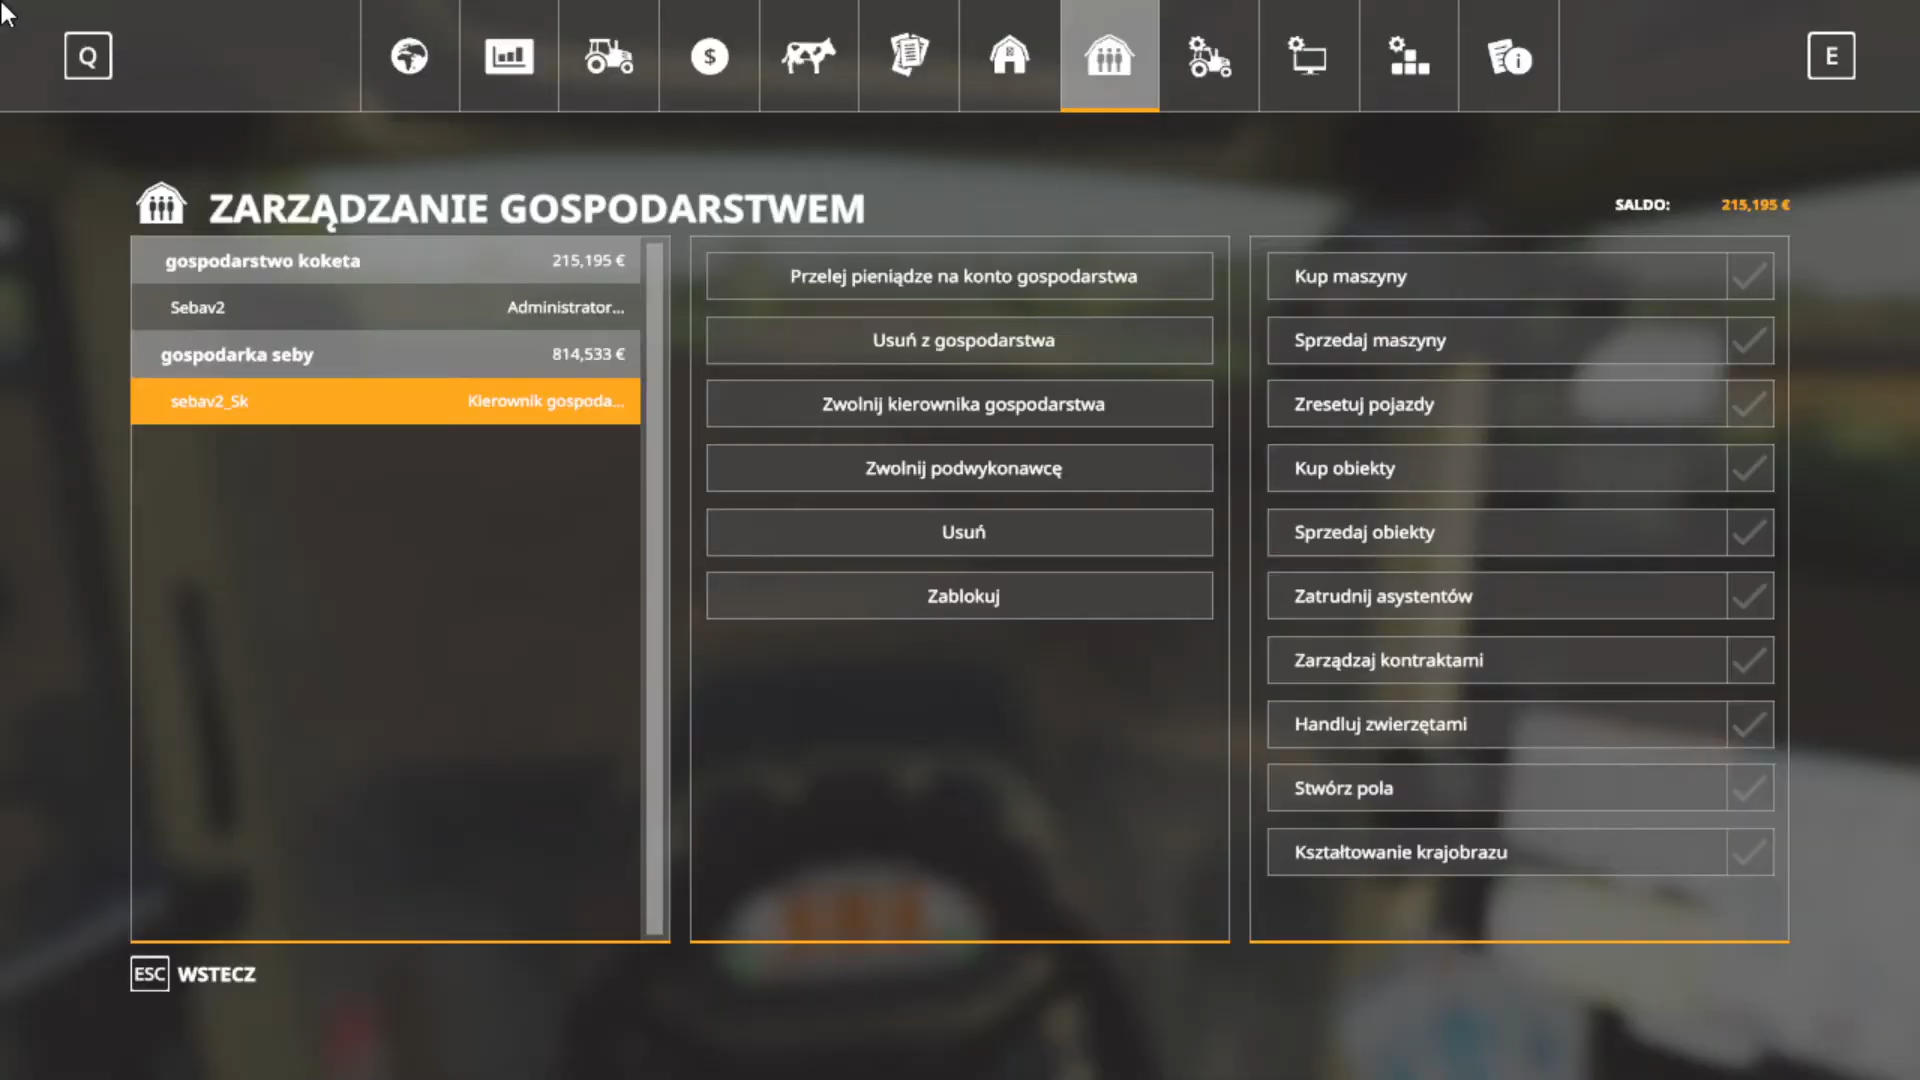 Q
E
ZARZĄDZANIE GOSPODARSTWEM
SALDO: 215,195 €
gospodarstwo koketa 215,195 €
Sebav2 Administrator...
gospodarka seby 814,533 €
sebav2_Sk Kierownik gospoda...
Przelej pieniądze na konto gospodarstwa
Usuń z gospodarstwa
Zwolnij kierownika gospodarstwa
Zwolnij podwykonawcę
Usuń
Zablokuj
Kup maszyny
Sprzedaj maszyny
Zresetuj pojazdy
Kup obiekty
Sprzedaj obiekty
Zatrudnij asystentów
Zarządzaj kontraktami
Handluj zwierzętami
Stwórz pola
Kształtowanie krajobrazu
ESC WSTECZ